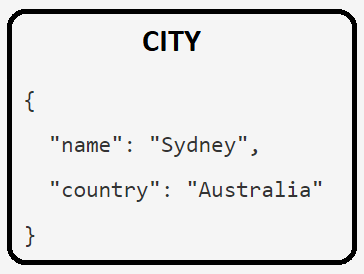 CITY
{
  "name": "Sydney",
  "country": "Australia"
}